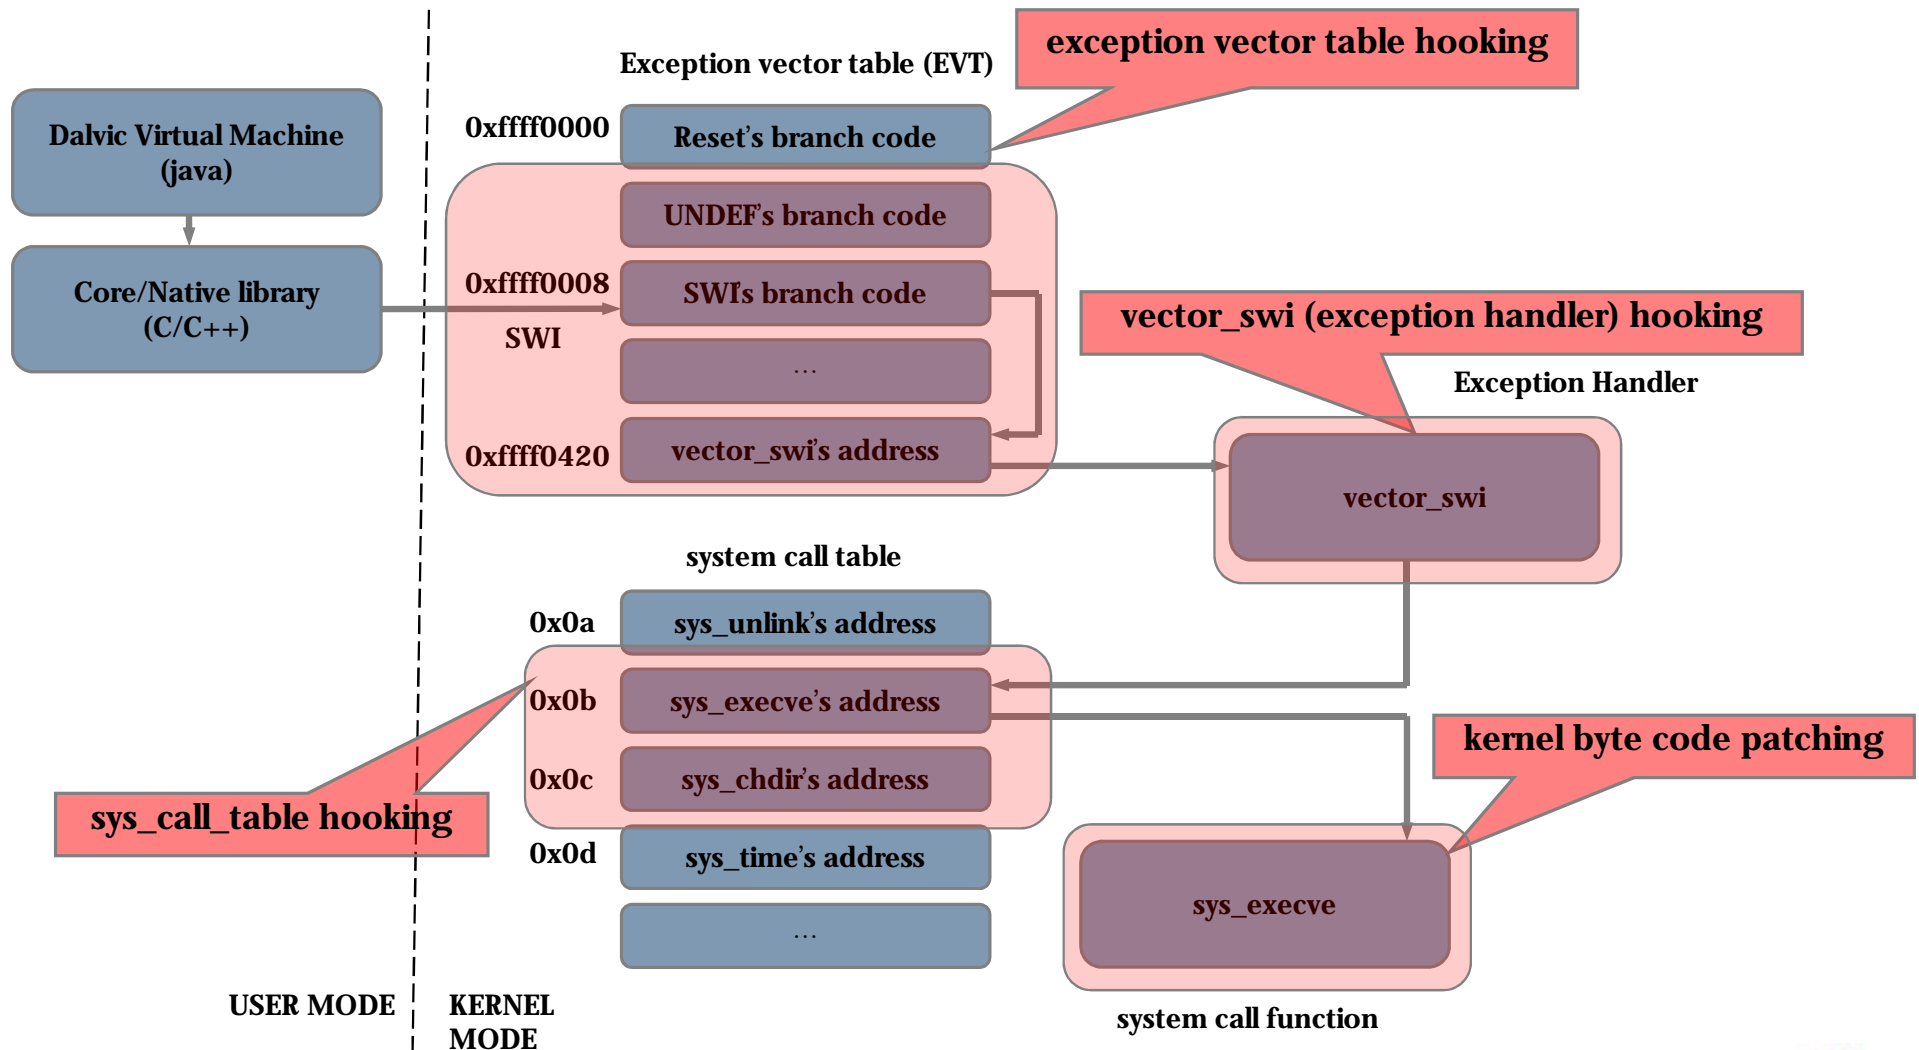 exception vector table hooking
Exception vector table (EVT)
Dalvic Virtual Machine
(java)
0xffff0000
Reset's branch code
UNDEF's branch code
Core/Native library
(C/C++)
0xffff0008
SWI's branch code
SWI
vector_swi (exception handler) hooking
...
Exception Handler
0xffff0420
vector_swi's address
vector_swi
system call table
0x0a
sys_unlink's address
0x0b
sys_execve's address
kernel byte code patching
0x0c
sys_chdir's address
sys_call_table hooking
0x0d
sys_time's address
sys_execve
...
USER MODE
KERNEL
MODE
system call function